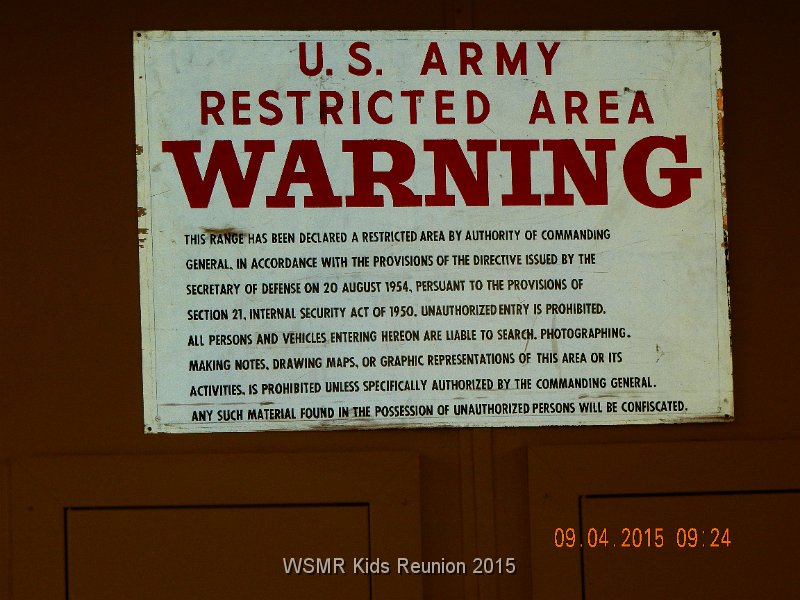 U.S. ARMY
RESTRICTED AREA
WARNING
THIS RANGE HAS BEEN DECLARED A RESTRICTED AREA BY AUTHORITY OF COMMANDING
GENERAL, IN ACCORDANCE WITH THE PROVISIONS OF THE DIRECTIVE ISSUED BY THE
SECRETARY OF DEFENSE ON 20 AUGUST 1954, PERSUANT TO THE PROVISIONS OF
SECTION 21, INTERNAL SECURITY ACT OF 1950. UNAUTHORIZED ENTRY IS PROHIBITED.
ALL PERSONS AND VEHICLES ENTERING HEREON ARE LIABLE TO SEARCH. PHOTOGRAPHING,
MAKING NOTES, DRAWING MAPS, OR GRAPHIC REPRESENTATIONS OF THIS AREA OR ITS
ACTIVITIES, IS PROHIBITED UNLESS SPECIFICALLY AUTHORIZED BY THE COMMANDING GENERAL.
ANY SUCH MATERIAL FOUND IN THE POSSESSION OF UNAUTHORIZED PERSONS WILL BE CONFISCATED.
09.04.2015 09:24
WSMR Kids Reunion 2015